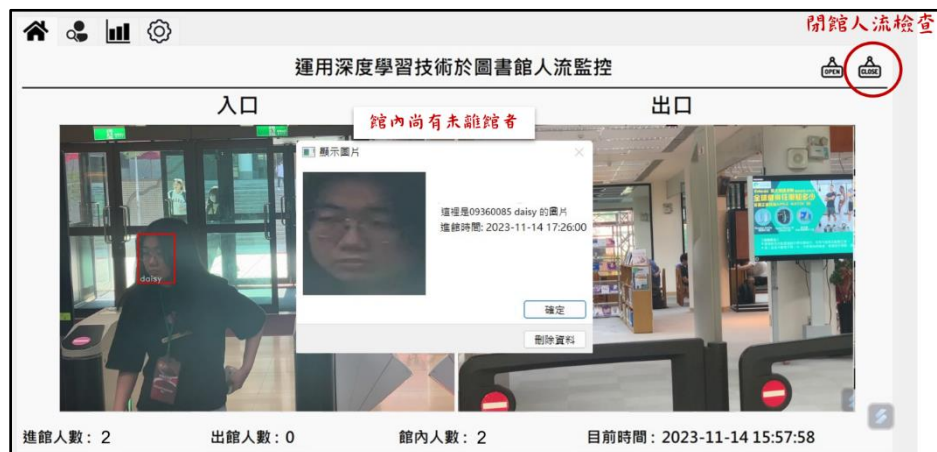 閉館人流檢查
運用深度學習技術於圖書館人流監控
OPEN
CLOSE
入口
出口
館內尚有未離館者
顯示圖片
這裡是09360085 daisy 的圖片
進館時間: 2023-11-14 17:26:00
確定
刪除資料
daisy
進館人數: 2
出館人數: 0
館內人數: 2
目前時間: 2023-11-14 15:57:58